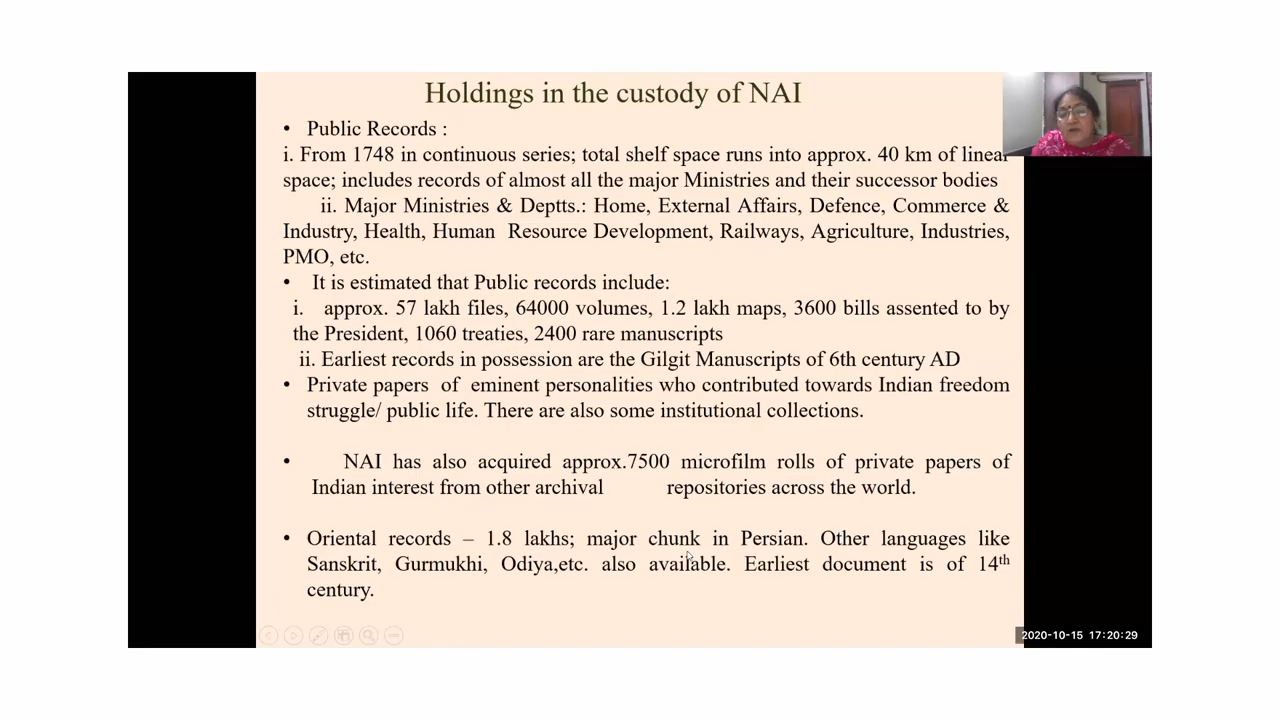 Holdings in the custody of NAI
• Public Records :
i. From 1748 in continuous series; total shelf space runs into approx. 40 km of linear
space; includes records of almost all the major Ministries and their successor bodies
ii. Major Ministries & Deptts.: Home, External Affairs, Defence, Commerce &
Industry, Health, Human Resource Development, Railways, Agriculture, Industries,
PMO, etc.
• It is estimated that Public records include:
i. approx. 57 lakh files, 64000 volumes, 1.2 lakh maps, 3600 bills assented to by
the President, 1060 treaties, 2400 rare manuscripts
ii. Earliest records in possession are the Gilgit Manuscripts of 6th century AD
• Private papers of eminent personalities who contributed towards Indian freedom
struggle/ public life. There are also some institutional collections.
• NAI has also acquired approx.7500 microfilm rolls of private papers of
Indian interest from other archival repositories across the world.
• Oriental records – 1.8 lakhs; major chunk in Persian. Other languages like
Sanskrit, Gurmukhi, Odiya,etc. also available. Earliest document is of 14th
century.
2020-10-15 17:20:29